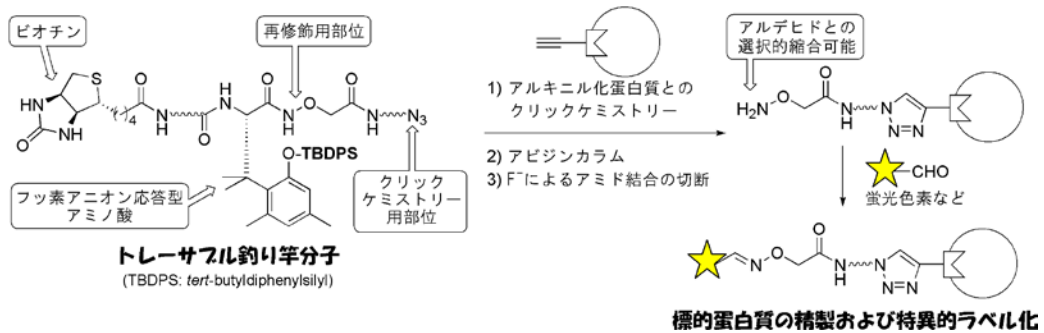 ビオチン
再修飾用部位
アルデヒドとの
選択的縮合可能
S
O
H
N
O
O
HN
NH
O
( )4
N
H
O
N
H
O
N
H
N3
O-TBDPS
フッ素アニオン応答型
アミノ酸
クリック
ケミストリー
用部位
トレーサブル釣り竿分子
(TBDPS: tert-butyldiphenylsilyl)
1) アルキニル化蛋白質との
クリックケミストリー
2) アビジンカラム
3) F⁻によるアミド結合の切断
H2N
O
O
N
H
N
N=N
CHO
蛍光色素など
N
O
O
N
H
N
N=N
標的蛋白質の精製および特異的ラベル化